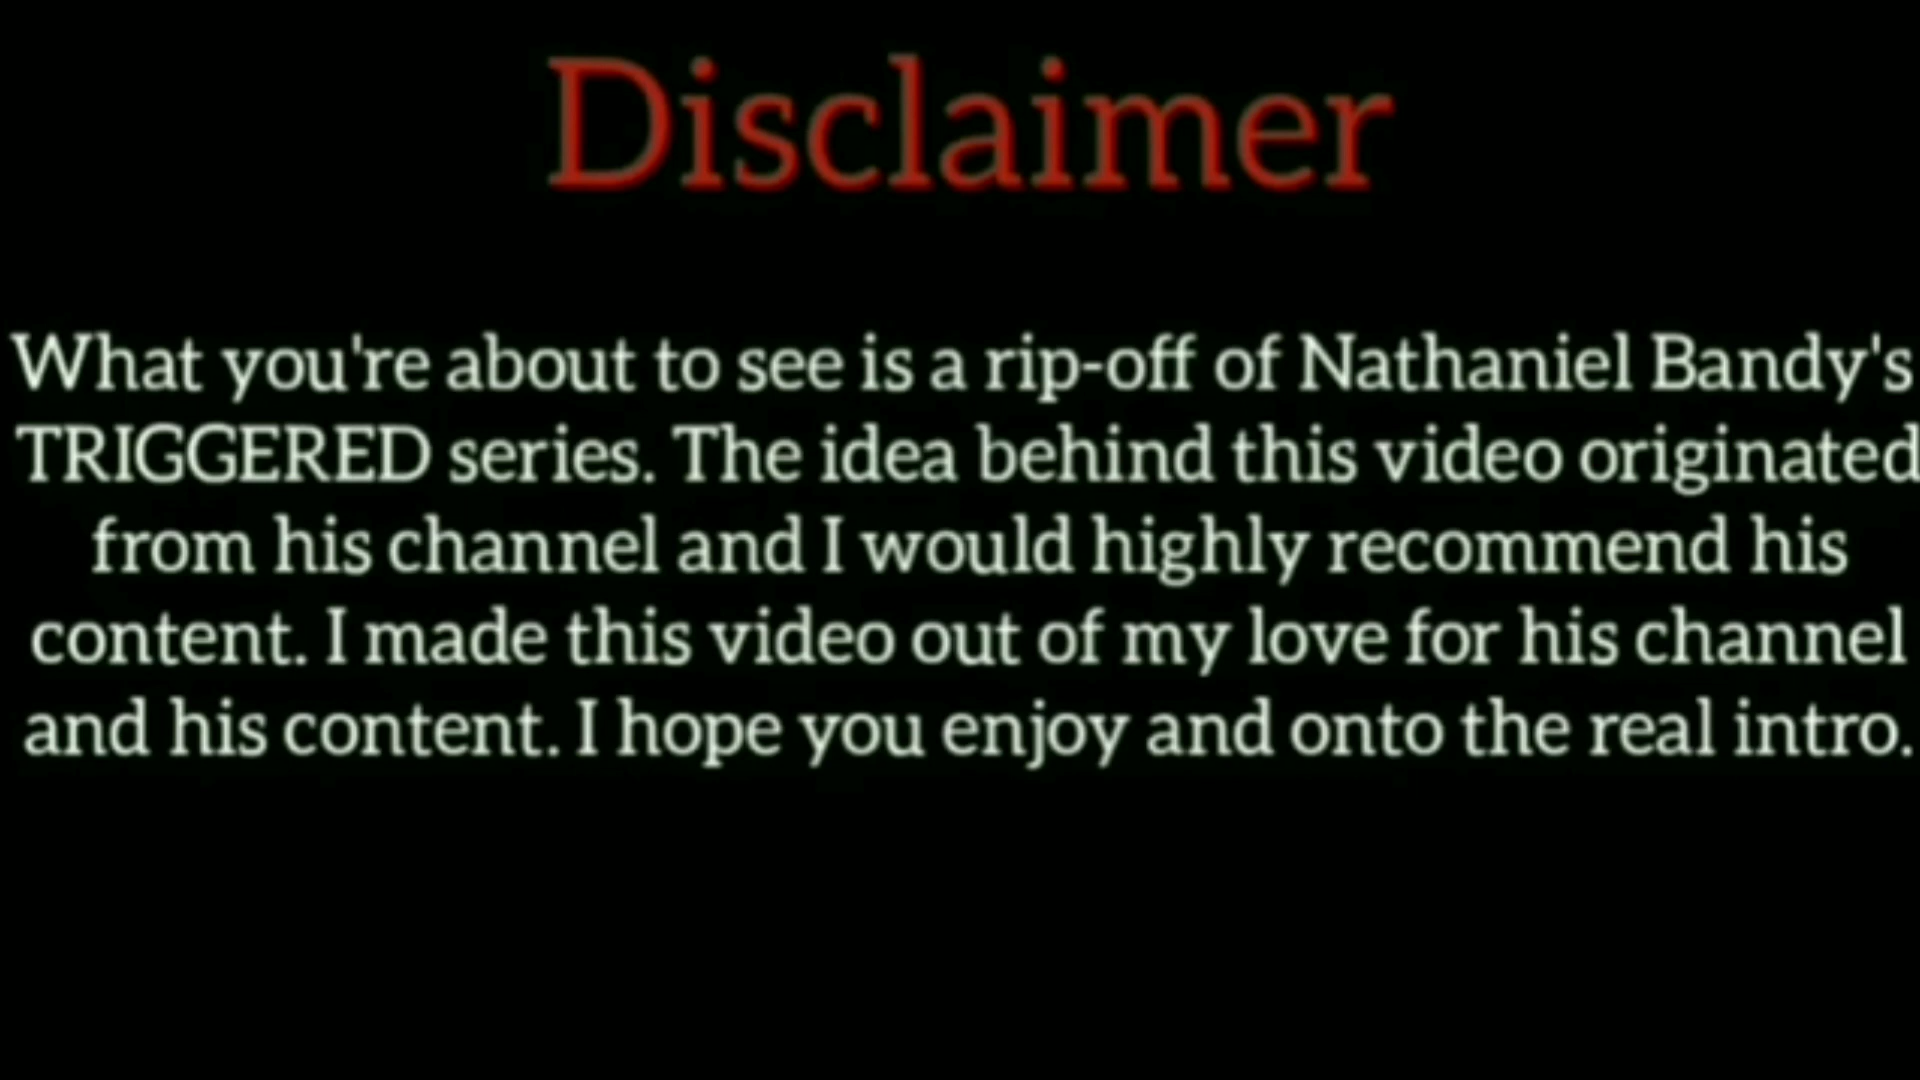 Disclaimer
What you're about to see is a rip-off of Nathaniel Bandy's
TRIGGERED series. The idea behind this video originated
from his channel and I would highly recommend his
content. I made this video out of my love for his channel
and his content. I hope you enjoy and onto the real intro.